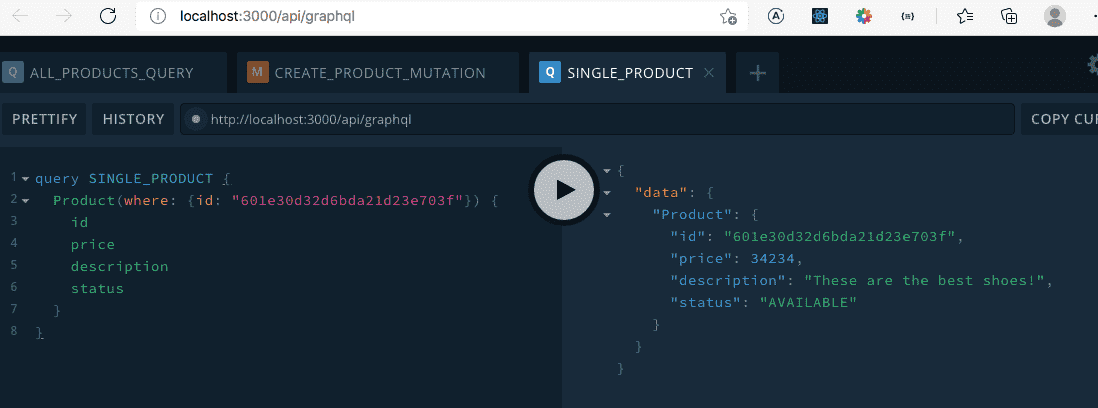 localhost:3000/api/graphql
Q ALL_PRODUCTS_QUERY
M CREATE_PRODUCT_MUTATION
Q SINGLE_PRODUCT
PRETTIFY
HISTORY
http://localhost:3000/api/graphql
COPY CUR
1 query SINGLE_PRODUCT {
2 Product(where: {id: "601e30d32d6bda21d23e703f"}) {
3 id
4 price
5 description
6 status
7 }
8 }
{
"data": {
"Product": {
"id": "601e30d32d6bda21d23e703f",
"price": 34234,
"description": "These are the best shoes!",
"status": "AVAILABLE"
}
}
}